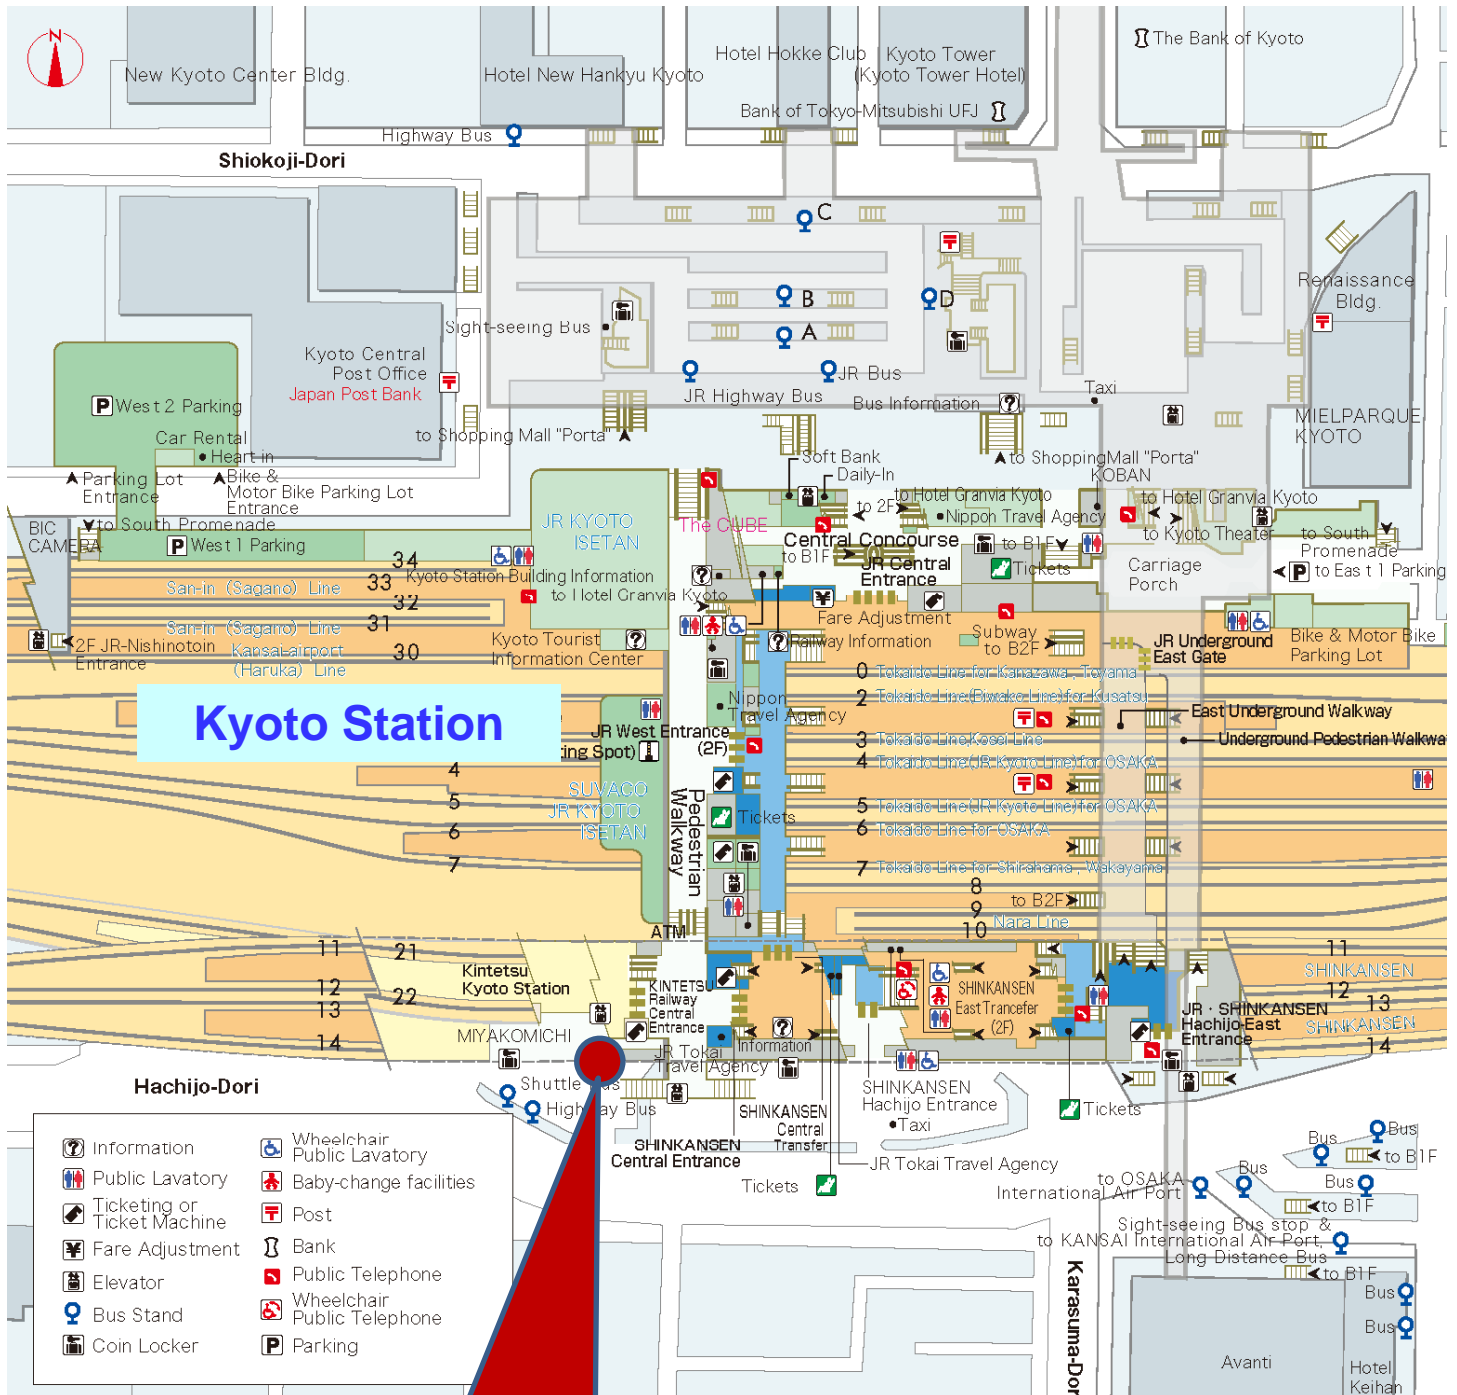 N
New Kyoto Center Bldg.
Hotel New Hankyu Kyoto
Hotel Hokke Club
Kyoto Tower
(Kyoto Tower Hotel)
The Bank of Kyoto
Bank of Tokyo-Mitsubishi UFJ
Highway Bus
Shiokoji-Dori
C
B
D
A
Sight-seeing Bus
JR Bus
JR Highway Bus
Bus Information
Taxi
Renaissance
Bldg.
MIELPARQUE
KYOTO
Kyoto Central
Post Office
Japan Post Bank
West 2 Parking
P
Car Rental
Heart in
Parking Lot
Entrance
Bike &
Motor Bike Parking Lot
Entrance
to Shopping Mall "Porta"
to ShoppingMall "Porta"
Soft Bank
Daily-In
KOBAN
to 2F
to Hotel Granvia Kyoto
Nippon Travel Agency
to Hotel Granvia Kyoto
to Kyoto Theater
to South
Promenade
P to East 1 Parking
BIC
CAMERA
to South Promenade
P West 1 Parking
JR KYOTO
ISETAN
The CUBE
Central Concourse
to B1F
JR Central
Entrance
to B1F
Tickets
Carriage
Porch
34
San-in (Sagano) Line
33
32
San-in (Sagano) Line
31
Kansai-airport
(Haruka) Line
30
2F JR-Nishinotoin
Entrance
Kyoto Station Building Information
to Hotel Granvia Kyoto
Kyoto Tourist
Information Center
Fare Adjustment
Railway Information
Subway
to B2F
JR Underground
East Gate
Bike & Motor Bike
Parking Lot
Kyoto Station
0 Tokaido Line for Kanazawa , Toyama
2 Tokaido Line(Biwako Line)for Kusatsu
3 Tokaido Line(Kosei Line
4 Tokaido Line(JR Kyoto Line)for OSAKA
5 Tokaido Line(JR Kyoto Line)for OSAKA
6 Tokaido Line for OSAKA
7 Tokaido Line for Shirahama , Wakayama
8
to B2F
9
Nara Line
10
East Underground Walkway
Underground Pedestrian Walkwa
Nippon
Travel Agency
JR West Entrance
(2F)
ing Spot)
4
5
6
7
SUVACO
JR KYOTO
ISETAN
Tickets
Pedestrian
Walkway
ATM
11
21
12
22
13
14
Kintetsu
Kyoto Station
MIYAKOMICHI
KINTETSU
Railway
Central
Entrance
JR Tokai
Travel Agency
Information
SHINKANSEN
East Trancefer
(2F)
11
SHINKANSEN
12
13
SHINKANSEN
14
JR · SHINKANSEN
Hachijo-East
Entrance
Hachijo-Dori
Shuttle Bus
Highway Bus
SHINKANSEN
Central
Transfer
SHINKANSEN
Central Entrance
SHINKANSEN
Hachijo Entrance
Taxi
Tickets
JR Tokai Travel Agency
Tickets
to OSAKA
International Air Port
Bus
Bus
to B1F
Bus
Bus
to B1F
Sight-seeing Bus stop &
to KANSAI International Air Port,
Long Distance Bus
to B1F
Bus
Bus
Karasuma-Dor
Avanti
Hotel
Keihan
Information
Public Lavatory
Ticketing or
Ticket Machine
Fare Adjustment
Elevator
Bus Stand
Coin Locker
Wheelchair
Public Lavatory
Baby-change facilities
Post
Bank
Public Telephone
Wheelchair
Public Telephone
P Parking